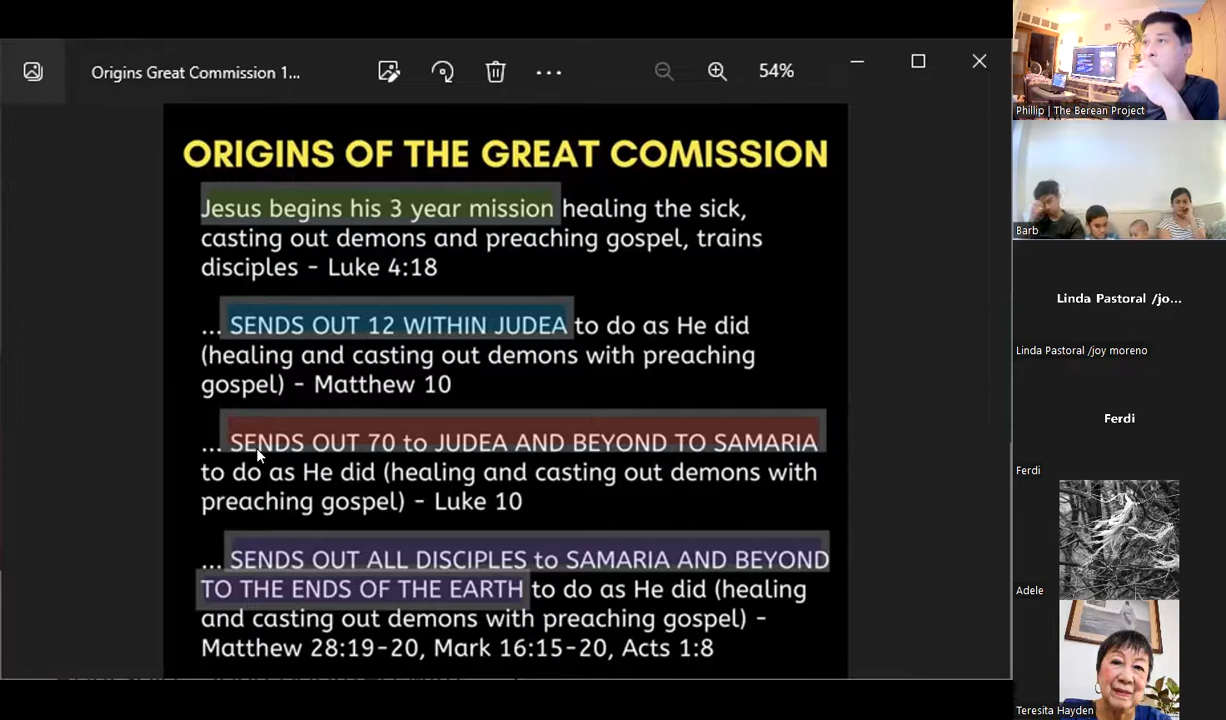 Origins Great Commission 1...
54%
ORIGINS OF THE GREAT COMISSION
Jesus begins his 3 year mission healing the sick,
casting out demons and preaching gospel, trains
disciples - Luke 4:18
... SENDS OUT 12 WITHIN JUDEA to do as He did
(healing and casting out demons with preaching
gospel) - Matthew 10
... SENDS OUT 70 to JUDEA AND BEYOND TO SAMARIA
to do as He did (healing and casting out demons with
preaching gospel) - Luke 10
... SENDS OUT ALL DISCIPLES to SAMARIA AND BEYOND
TO THE ENDS OF THE EARTH to do as He did (healing
and casting out demons with preaching gospel) -
Matthew 28:19-20, Mark 16:15-20, Acts 1:8
Phillip | The Berean Project
Barb
Linda Pastoral /jo...
Linda Pastoral /joy moreno
Ferdi
Ferdi
Adele
Teresita Hayden